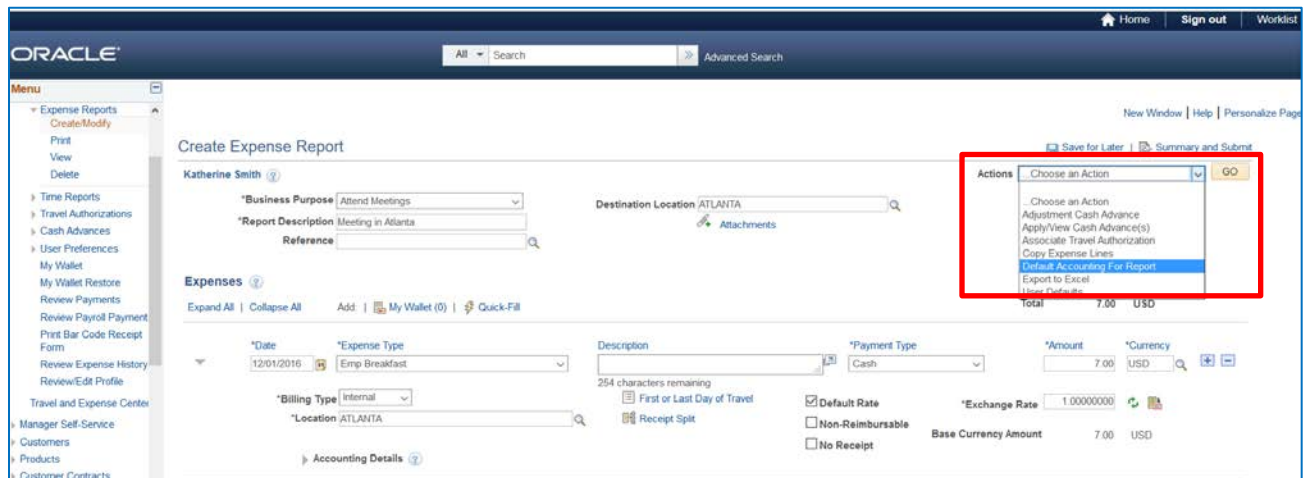 Home | Sign out | Worklist
ORACLE
All Search Advanced Search
Menu
Expense Reports
Create/Modify
Print
View
Delete
Time Reports
Travel Authorizations
Cash Advances
User Preferences
My Wallet
My Wallet Restore
Review Payments
Review Payroll Payment
Print Bar Code Receipt
Form
Review Expense History
Review/Edit Profile
Travel and Expense Center
Manager Self-Service
Customers
Products
Customer Contracts
New Window | Help | Personalize Page
Create Expense Report
Save for Later | Summary and Submit
Katherine Smith
Actions ...Choose an Action GO
*Business Purpose Attend Meetings
Destination Location ATLANTA
*Report Description Meeting in Atlanta
Attachments
Reference
...Choose an Action
Adjustment Cash Advance
Apply/View Cash Advance(s)
Associate Travel Authorization
Copy Expense Lines
Default Accounting For Report
Export to Excel
User Defaults
Expenses
Total 7.00 USD
Expand All | Collapse All Add | My Wallet (0) | Quick-Fill
*Date *Expense Type Description *Payment Type *Amount *Currency
12/01/2016 Emp Breakfast Cash 7.00 USD
254 characters remaining
*Billing Type Internal First or Last Day of Travel Default Rate *Exchange Rate 1.00000000
*Location ATLANTA Receipt Split Non-Reimbursable Base Currency Amount 7.00 USD
No Receipt
Accounting Details